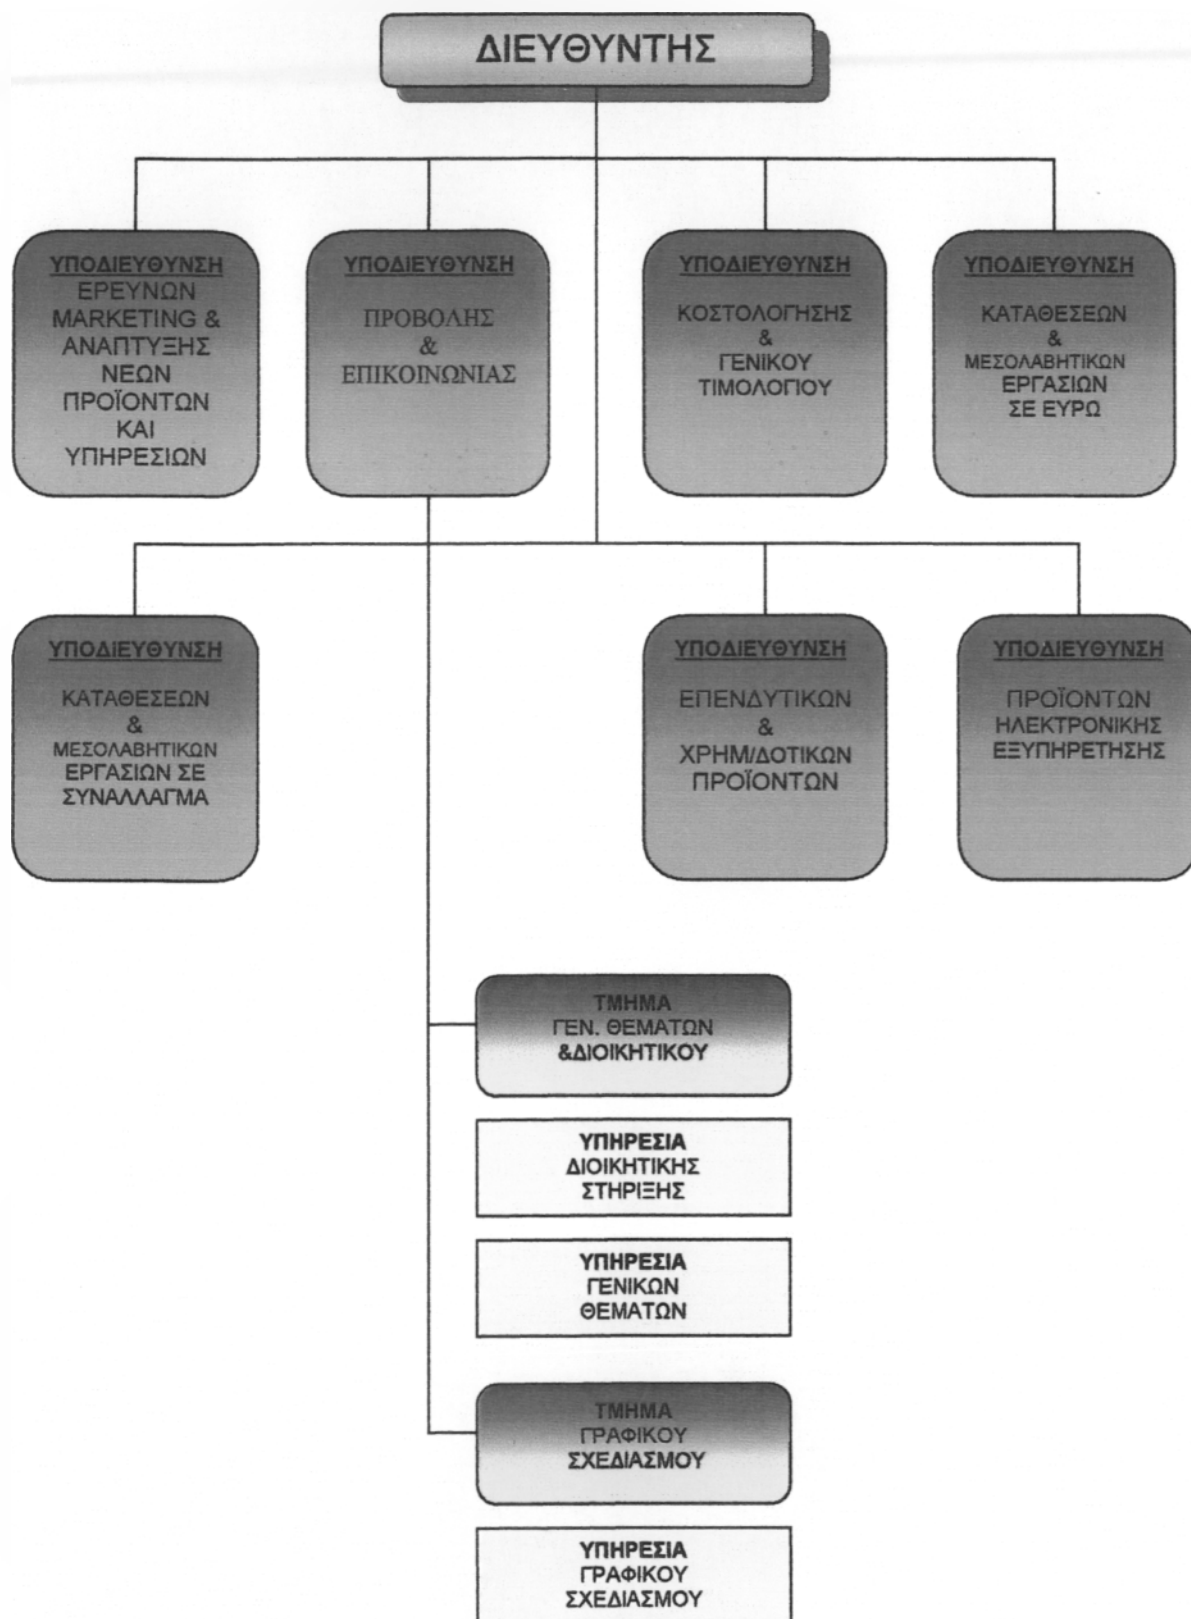 ΔΙΕΥΘΥΝΤΗΣ
ΥΠΟΔΙΕΥΘΥΝΣΗ
ΕΡΕΥΝΩΝ
MARKETING &
ΑΝΑΠΤΥΞΗΣ
ΝΕΩΝ
ΠΡΟΪΟΝΤΩΝ
ΚΑΙ
ΥΠΗΡΕΣΙΩΝ
ΥΠΟΔΙΕΥΘΥΝΣΗ
ΠΡΟΒΟΛΗΣ
&
ΕΠΙΚΟΙΝΩΝΙΑΣ
ΥΠΟΔΙΕΥΘΥΝΣΗ
ΚΟΣΤΟΛΟΓΗΣΗΣ
&
ΓΕΝΙΚΟΥ
ΤΙΜΟΛΟΓΙΟΥ
ΥΠΟΔΙΕΥΘΥΝΣΗ
ΚΑΤΑΘΕΣΕΩΝ
&
ΜΕΣΟΛΑΒΗΤΙΚΩΝ
ΕΡΓΑΣΙΩΝ
ΣΕ ΕΥΡΩ
ΥΠΟΔΙΕΥΘΥΝΣΗ
ΚΑΤΑΘΕΣΕΩΝ
&
ΜΕΣΟΛΑΒΗΤΙΚΩΝ
ΕΡΓΑΣΙΩΝ ΣΕ
ΣΥΝΑΛΛΑΓΜΑ
ΥΠΟΔΙΕΥΘΥΝΣΗ
ΕΠΕΝΔΥΤΙΚΩΝ
&
ΧΡΗΜ/ΔΟΤΙΚΩΝ
ΠΡΟΪΟΝΤΩΝ
ΥΠΟΔΙΕΥΘΥΝΣΗ
ΠΡΟΪΟΝΤΩΝ
ΗΛΕΚΤΡΟΝΙΚΗΣ
ΕΞΥΠΗΡΕΤΗΣΗΣ
ΤΜΗΜΑ
ΓΕΝ. ΘΕΜΑΤΩΝ
&ΔΙΟΙΚΗΤΙΚΟΥ
ΥΠΗΡΕΣΙΑ
ΔΙΟΙΚΗΤΙΚΗΣ
ΣΤΗΡΙΞΗΣ
ΥΠΗΡΕΣΙΑ
ΓΕΝΙΚΩΝ
ΘΕΜΑΤΩΝ
ΤΜΗΜΑ
ΓΡΑΦΙΚΟΥ
ΣΧΕΔΙΑΣΜΟΥ
ΥΠΗΡΕΣΙΑ
ΓΡΑΦΙΚΟΥ
ΣΧΕΔΙΑΣΜΟΥ